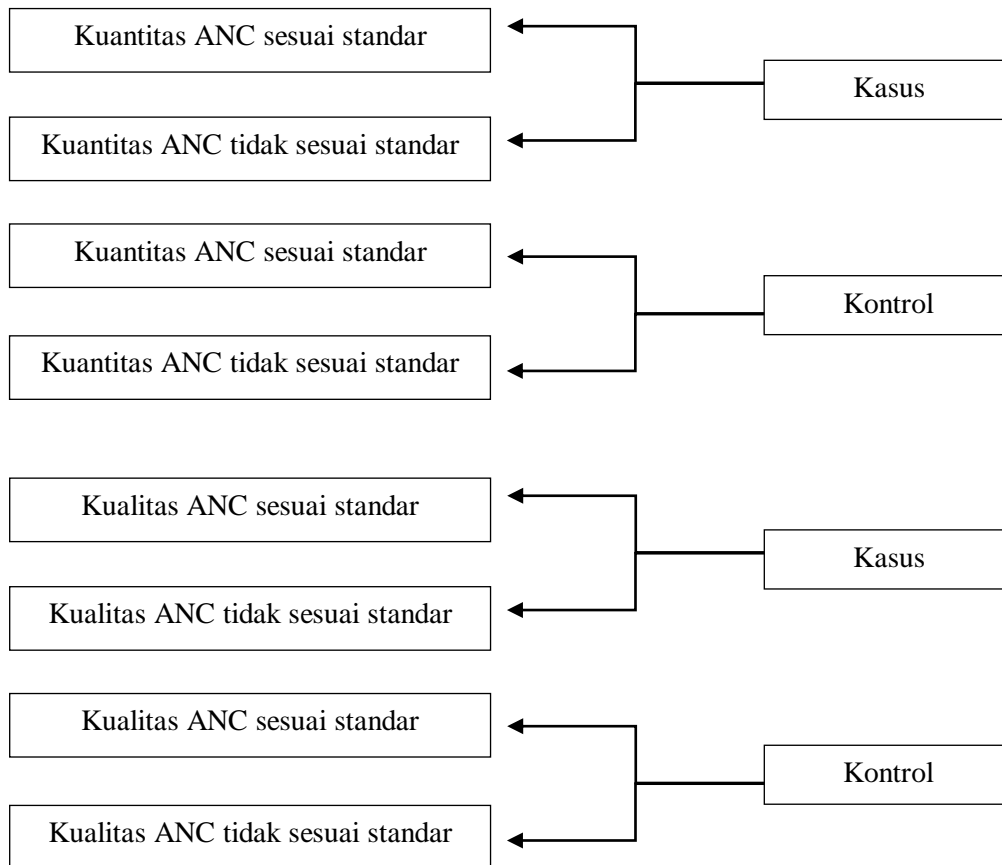 Kuantitas ANC sesuai standar
Kasus
Kuantitas ANC tidak sesuai standar
Kuantitas ANC sesuai standar
Kontrol
Kuantitas ANC tidak sesuai standar
Kualitas ANC sesuai standar
Kasus
Kualitas ANC tidak sesuai standar
Kualitas ANC sesuai standar
Kontrol
Kualitas ANC tidak sesuai standar